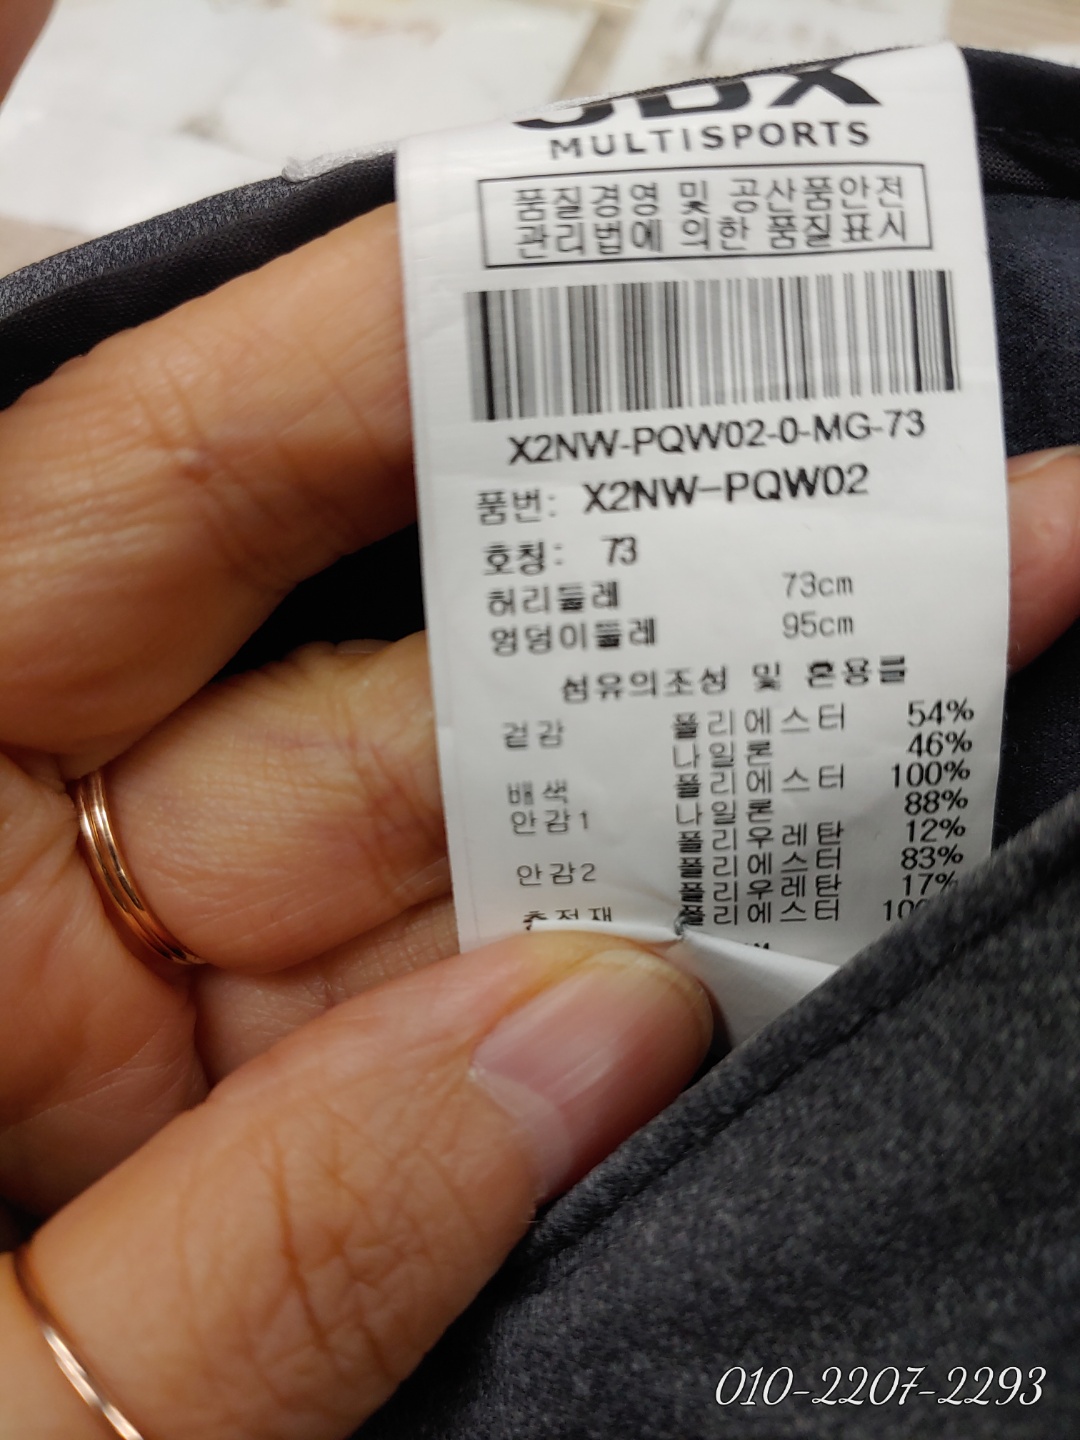 JDX
MULTISPORTS
품질경영 및 공산품안전
관리법에 의한 품질표시
X2NW-PQW02-0-MG-73
품번: X2NW-PQW02
호칭: 73
허리둘레 73cm
엉덩이둘레 95cm
섬유의조성 및 혼용률
겉감 폴리에스터 54%
나일론 46%
배색 폴리에스터 100%
안감1 나일론 88%
폴리우레탄 12%
안감2 폴리에스터 83%
폴리우레탄 17%
충전재 폴리에스터
010-2207-2293